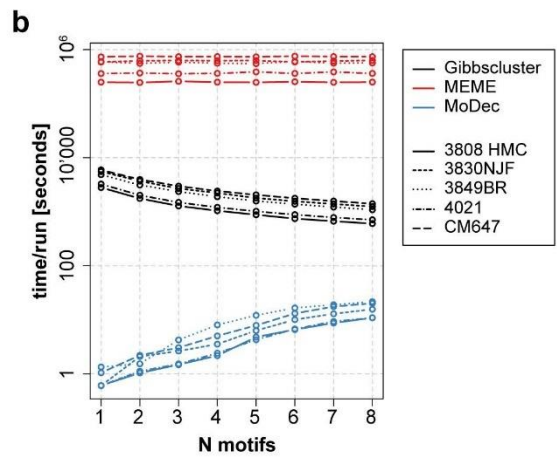 b
time/run [seconds]
10⁶
10'000
100
1
1 2 3 4 5 6 7 8
N motifs
Gibbscluster
MEME
MoDec
3808 HMC
3830NJF
3849BR
4021
CM647